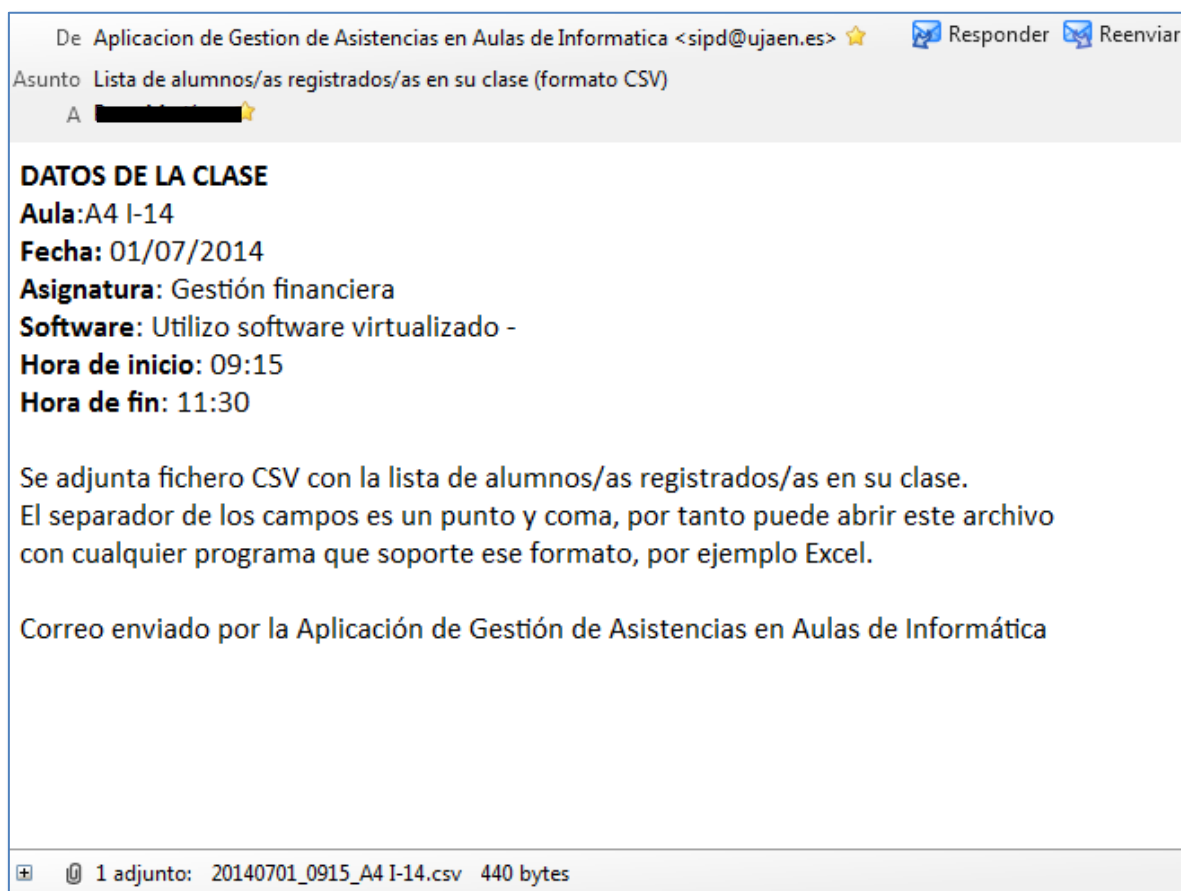 De Aplicacion de Gestion de Asistencias en Aulas de Informatica <sipd@ujaen.es> Responder Reenviar
Asunto Lista de alumnos/as registrados/as en su clase (formato CSV)
A
DATOS DE LA CLASE
Aula:A4 I-14
Fecha: 01/07/2014
Asignatura: Gestión financiera
Software: Utilizo software virtualizado -
Hora de inicio: 09:15
Hora de fin: 11:30
Se adjunta fichero CSV con la lista de alumnos/as registrados/as en su clase.
El separador de los campos es un punto y coma, por tanto puede abrir este archivo
con cualquier programa que soporte ese formato, por ejemplo Excel.
Correo enviado por la Aplicación de Gestión de Asistencias en Aulas de Informática
1 adjunto: 20140701_0915_A4 I-14.csv 440 bytes